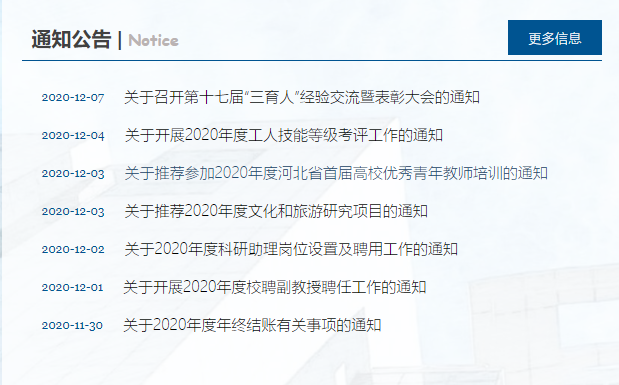 通知公告 | Notice
更多信息
2020-12-07 关于召开第十七届“三育人”经验交流暨表彰大会的通知
2020-12-04 关于开展2020年度工人技能等级考评工作的通知
2020-12-03 关于推荐参加2020年度河北省首届高校优秀青年教师培训的通知
2020-12-03 关于推荐2020年度文化和旅游研究项目的通知
2020-12-02 关于2020年度科研助理岗位设置及聘用工作的通知
2020-12-01 关于开展2020年度校聘副教授聘任工作的通知
2020-11-30 关于2020年度年终结账有关事项的通知